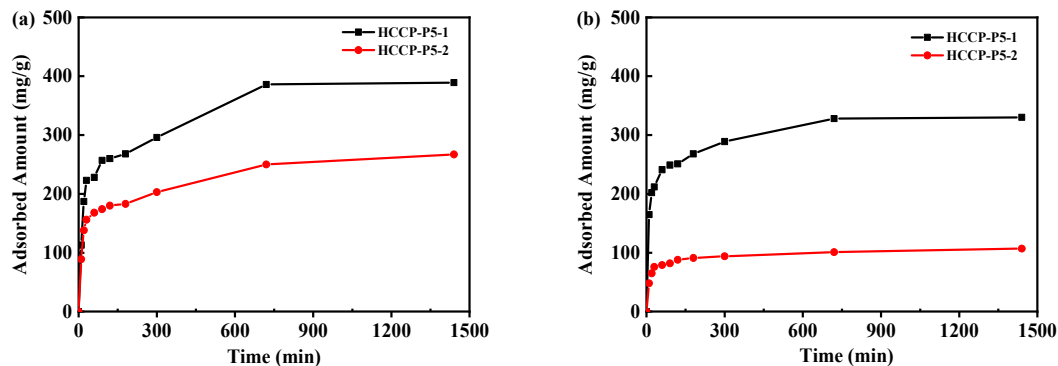 (a)
HCCP-P5-1
HCCP-P5-2
Adsorbed Amount (mg/g)
500
400
300
200
100
0
0 300 600 900 1200 1500
Time (min)
(b)
HCCP-P5-1
HCCP-P5-2
Adsorbed Amount (mg/g)
500
400
300
200
100
0
0 300 600 900 1200 1500
Time (min)